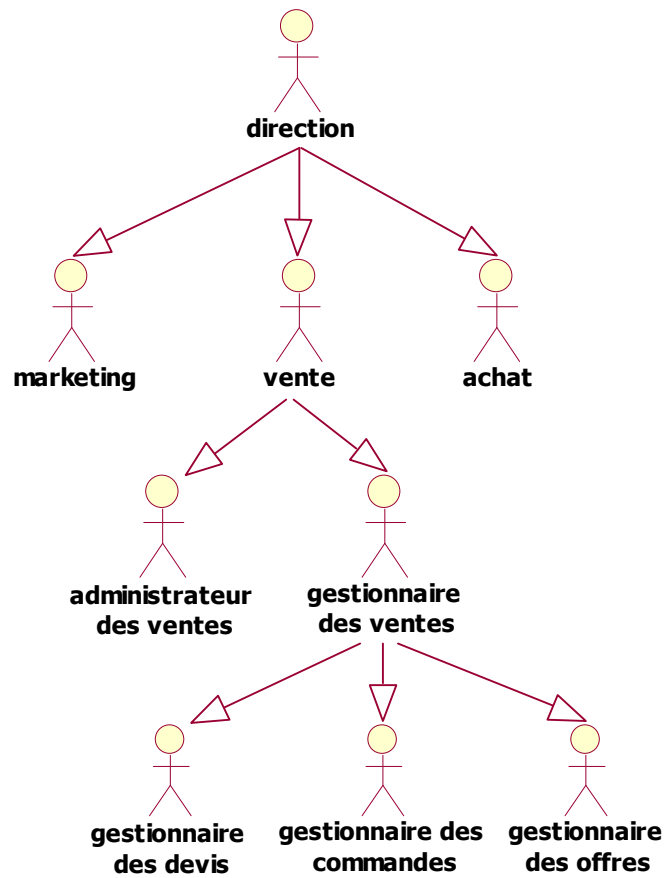 direction
marketing
vente
achat
administrateur
des ventes
gestionnaire
des ventes
gestionnaire
des devis
gestionnaire des
commandes
gestionnaire
des offres